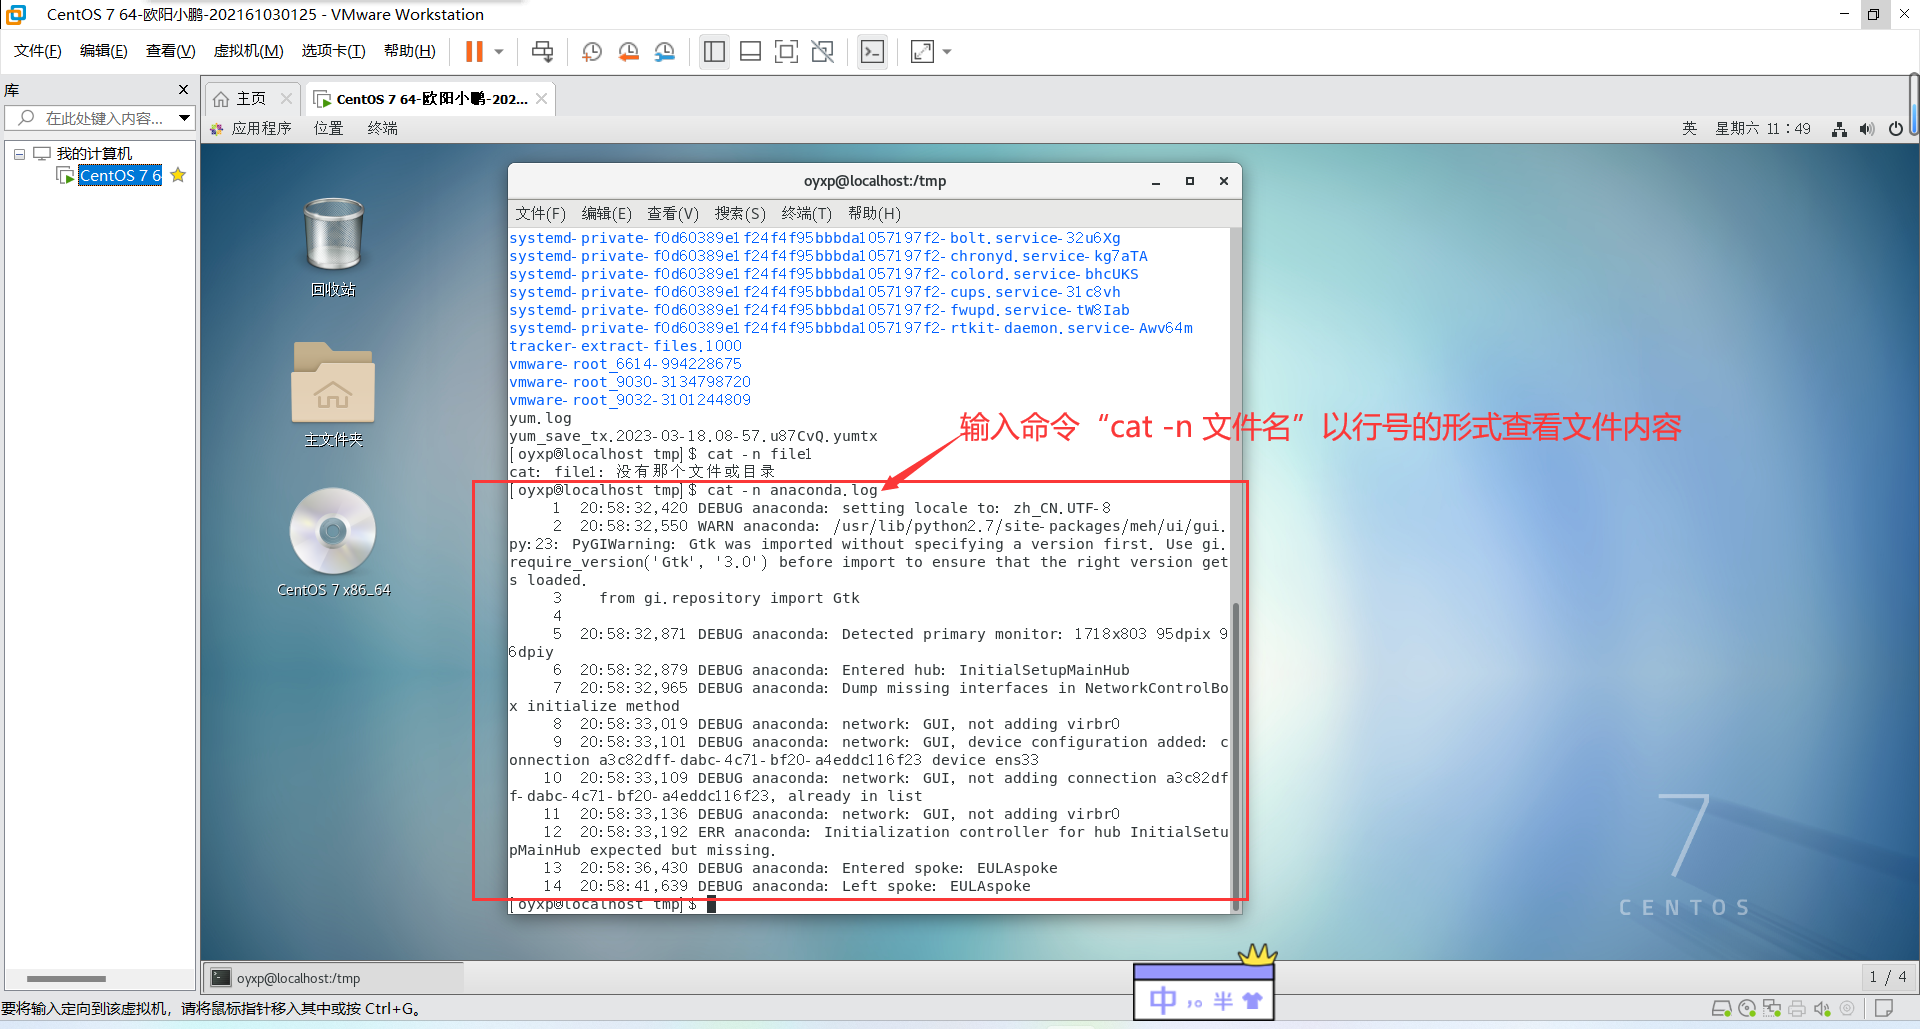 CentOS 7 64-欧阳小鹏-202161030125 - VMware Workstation
文件(F) 编辑(E) 查看(V) 虚拟机(M) 选项卡(T) 帮助(H)
库
在此处键入内容...
我的计算机
CentOS 7 6
主页
CentOS 7 64-欧阳小鹏-202...
应用程序 位置 终端
英 星期六 11：49
回收站
主文件夹
CentOS 7 x86_64
oyxp@localhost:/tmp
文件(F) 编辑(E) 查看(V) 搜索(S) 终端(T) 帮助(H)
systemd-private-f0d60389e1f24f4f95bbbda1057197f2-bolt.service-32u6Xg
systemd-private-f0d60389e1f24f4f95bbbda1057197f2-chronyd.service-kg7aTA
systemd-private-f0d60389e1f24f4f95bbbda1057197f2-colord.service-bhcUKS
systemd-private-f0d60389e1f24f4f95bbbda1057197f2-cups.service-31c8vh
systemd-private-f0d60389e1f24f4f95bbbda1057197f2-fwupd.service-tW8Iab
systemd-private-f0d60389e1f24f4f95bbbda1057197f2-rtkit-daemon.service-Awv64m
tracker-extract-files.1000
vmware-root_6614-994228675
vmware-root_9030-3134798720
vmware-root_9032-3101244809
yum.log
yum_save_tx.2023-03-18.08-57.u87CvQ.yumtx
[oyxp@localhost tmp]$ cat -n file1
cat: file1: 没有那个文件或目录
[oyxp@localhost tmp]$ cat -n anaconda.log
1 20:58:32,420 DEBUG anaconda: setting locale to: zh_CN.UTF-8
2 20:58:32,550 WARN anaconda: /usr/lib/python2.7/site-packages/meh/ui/gui.
py:23: PyGIWarning: Gtk was imported without specifying a version first. Use gi.
require_version('Gtk', '3.0') before import to ensure that the right version get
s loaded.
3 from gi.repository import Gtk
4
5 20:58:32,871 DEBUG anaconda: Detected primary monitor: 1718x803 95dpix 9
6dpiy
6 20:58:32,879 DEBUG anaconda: Entered hub: InitialSetupMainHub
7 20:58:32,965 DEBUG anaconda: Dump missing interfaces in NetworkControlBo
x initialize method
8 20:58:33,019 DEBUG anaconda: network: GUI, not adding virbr0
9 20:58:33,101 DEBUG anaconda: network: GUI, device configuration added: c
onnection a3c82dff-dabc-4c71-bf20-a4eddc116f23 device ens33
10 20:58:33,109 DEBUG anaconda: network: GUI, not adding connection a3c82df
f-dabc-4c71-bf20-a4eddc116f23, already in list
11 20:58:33,136 DEBUG anaconda: network: GUI, not adding virbr0
12 20:58:33,192 ERR anaconda: Initialization controller for hub InitialSetu
pMainHub expected but missing.
13 20:58:36,430 DEBUG anaconda: Entered spoke: EULAspoke
14 20:58:41,639 DEBUG anaconda: Left spoke: EULAspoke
[oyxp@localhost tmp]$
输入命令“cat -n 文件名”以行号的形式查看文件内容
7
CENTOS
oyxp@localhost:/tmp
1 / 4
中 ,。半
要将输入定向到该虚拟机，请将鼠标指针移入其中或按 Ctrl+G。